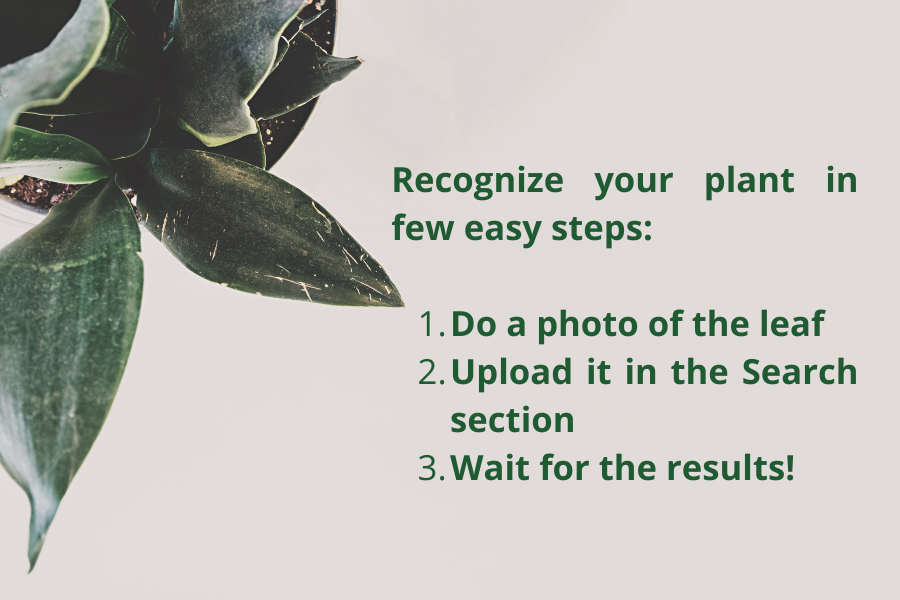 Recognize your plant in
few easy steps:
1. Do a photo of the leaf
2. Upload it in the Search
section
3. Wait for the results!